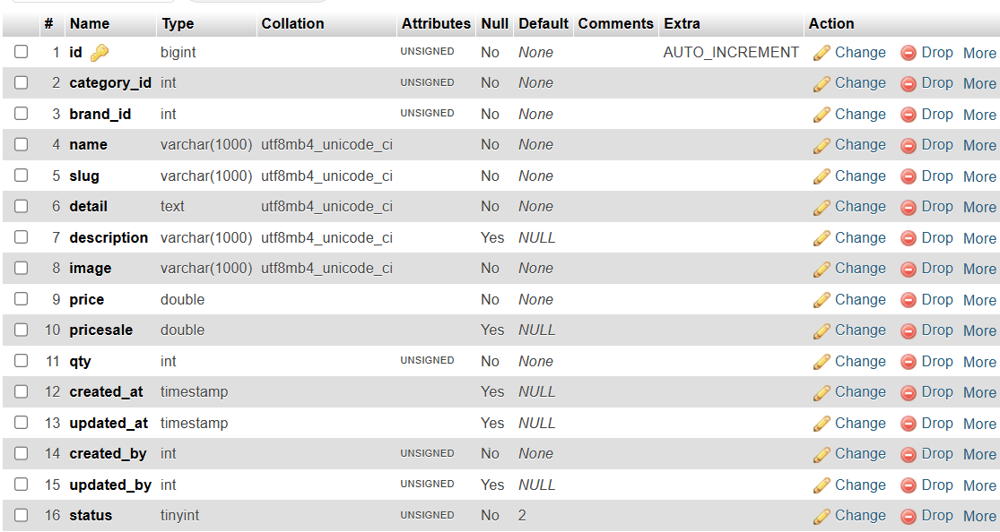 # Name Type Collation Attributes Null Default Comments Extra Action
1 id bigint UNSIGNED No None AUTO_INCREMENT Change Drop More
2 category_id int UNSIGNED No None Change Drop More
3 brand_id int UNSIGNED No None Change Drop More
4 name varchar(1000) utf8mb4_unicode_ci No None Change Drop More
5 slug varchar(1000) utf8mb4_unicode_ci No None Change Drop More
6 detail text utf8mb4_unicode_ci No None Change Drop More
7 description varchar(1000) utf8mb4_unicode_ci Yes NULL Change Drop More
8 image varchar(1000) utf8mb4_unicode_ci No None Change Drop More
9 price double No None Change Drop More
10 pricesale double Yes NULL Change Drop More
11 qty int UNSIGNED No None Change Drop More
12 created_at timestamp Yes NULL Change Drop More
13 updated_at timestamp Yes NULL Change Drop More
14 created_by int UNSIGNED No None Change Drop More
15 updated_by int UNSIGNED Yes NULL Change Drop More
16 status tinyint UNSIGNED No 2 Change Drop More